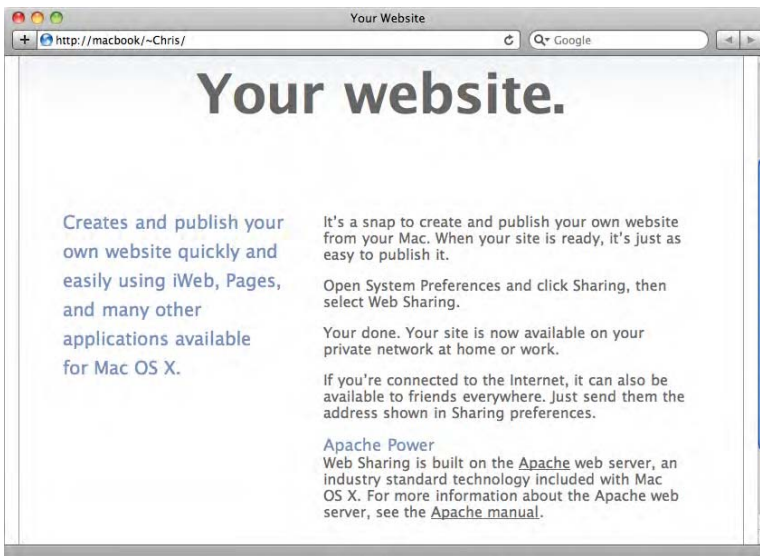 Your Website
http://macbook/~Chris/
Google
Your website.
Creates and publish your
own website quickly and
easily using iWeb, Pages,
and many other
applications available
for Mac OS X.
It's a snap to create and publish your own website
from your Mac. When your site is ready, it's just as
easy to publish it.
Open System Preferences and click Sharing, then
select Web Sharing.
Your done. Your site is now available on your
private network at home or work.
If you're connected to the Internet, it can also be
available to friends everywhere. Just send them the
address shown in Sharing preferences.
Apache Power
Web Sharing is built on the Apache web server, an
industry standard technology included with Mac
OS X. For more information about the Apache web
server, see the Apache manual.